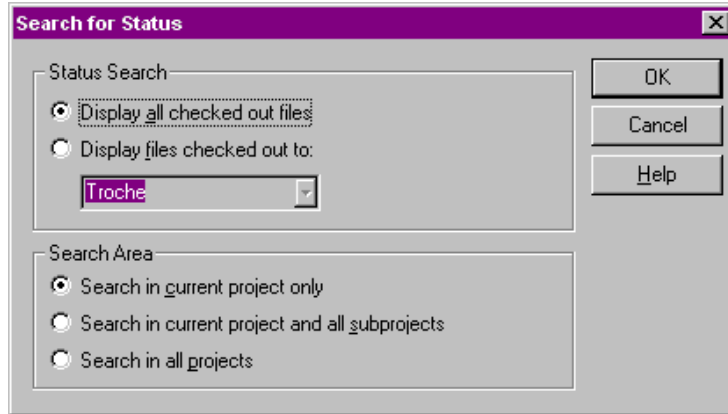 Search for Status
Status Search
Display all checked out files
Display files checked out to:
Troche
Search Area
Search in current project only
Search in current project and all subprojects
Search in all projects
OK
Cancel
Help